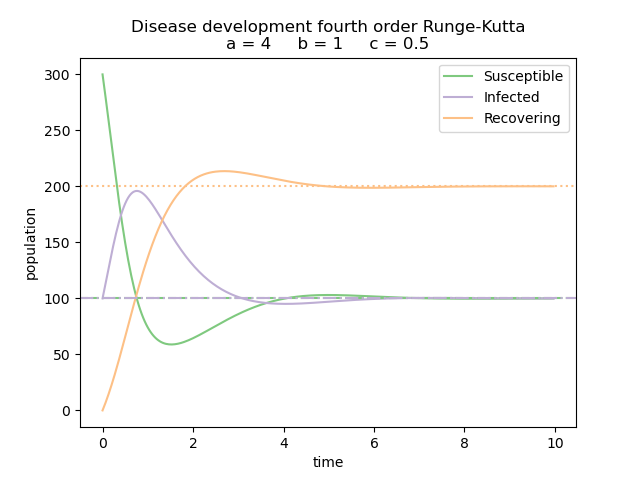 Disease development fourth order Runge-Kutta
a = 4 b = 1 c = 0.5
300
250
200
150
100
50
0
population
Susceptible
Infected
Recovering
0 2 4 6 8 10
time